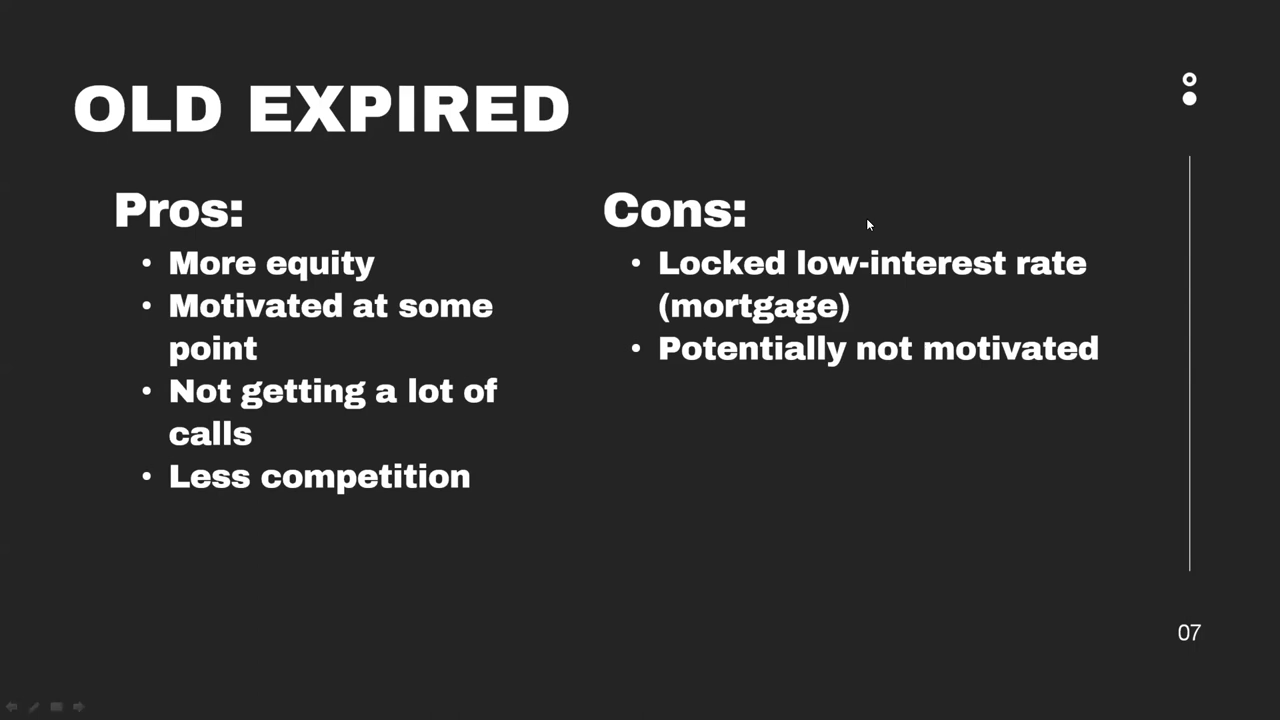 OLD EXPIRED
Pros:
• More equity
• Motivated at some
point
• Not getting a lot of
calls
• Less competition
Cons:
• Locked low-interest rate
(mortgage)
• Potentially not motivated
07